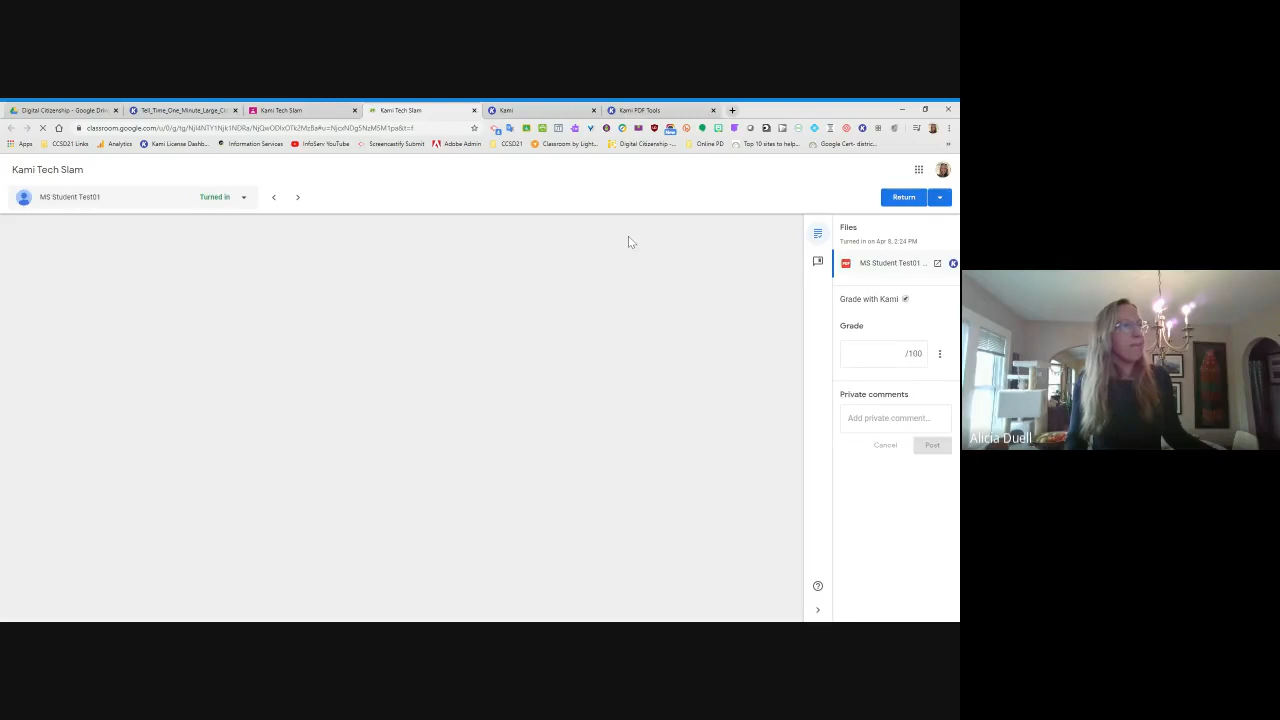 Digital Citizenship - Google Driv
Tell_Time_One_Minute_Large_Cl
Kami Tech Slam
Kami Tech Slam
Kami
Kami PDF Tools
Apps
CCSD21 Links
Analytics
Kami License Dashb...
Information Services
InfoServ YouTube
Screencastify Submit
Adobe Admin
CCSD21
Classroom by Light...
Digital Citizenship -...
Online PD
Top 10 sites to help...
Google Cert- distric...
Kami Tech Slam
MS Student Test01
Turned in
Return
Files
Turned in on Apr 8, 2:24 PM
PDF
MS Student Test01 ...
Grade with Kami
Grade
/100
Private comments
Add private comment...
Cancel
Post
Alicia Duell